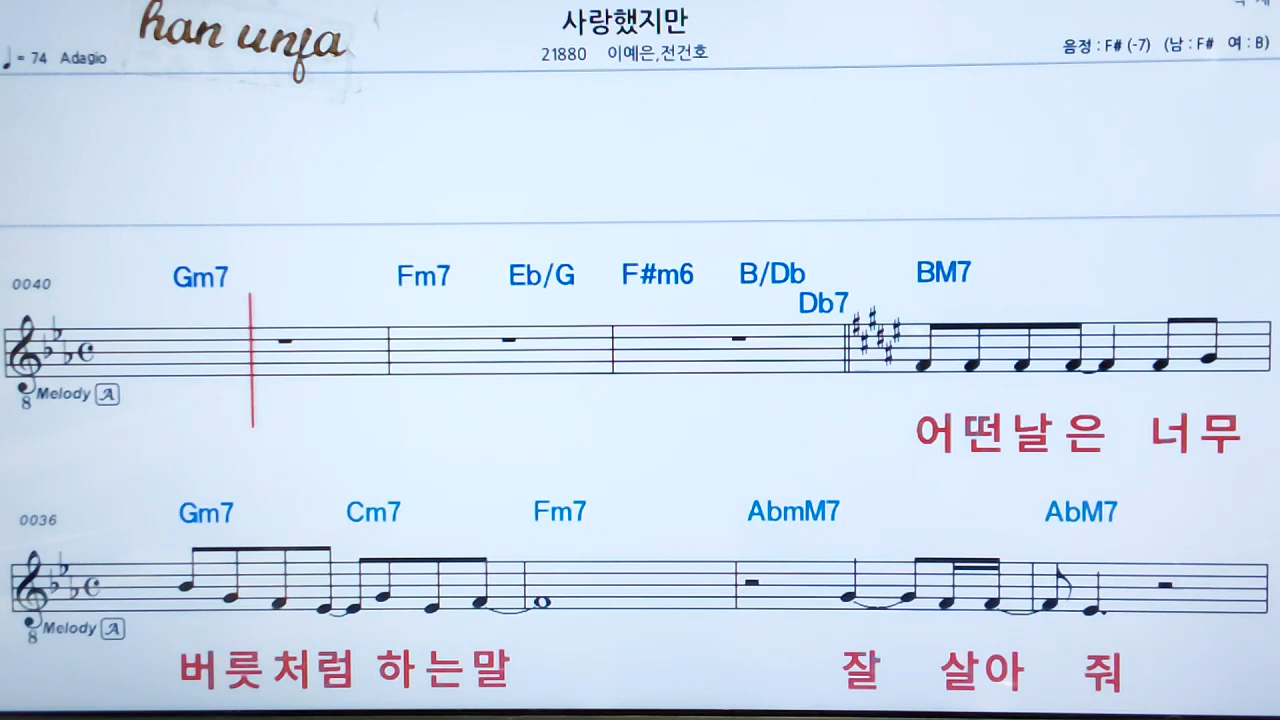 han unja
사랑했지만
♩= 74 Adagio
21880 이예은,전건호
음정 : F# (-7) (남 : F# 여 : B)
0040
Gm7 Fm7 Eb/G F#m6 B/Db Db7 BM7
8 Melody A
어떤날은 너무
0036
Gm7 Cm7 Fm7 AbmM7 AbM7
8 Melody A
버릇처럼 하는말 잘 살아 줘